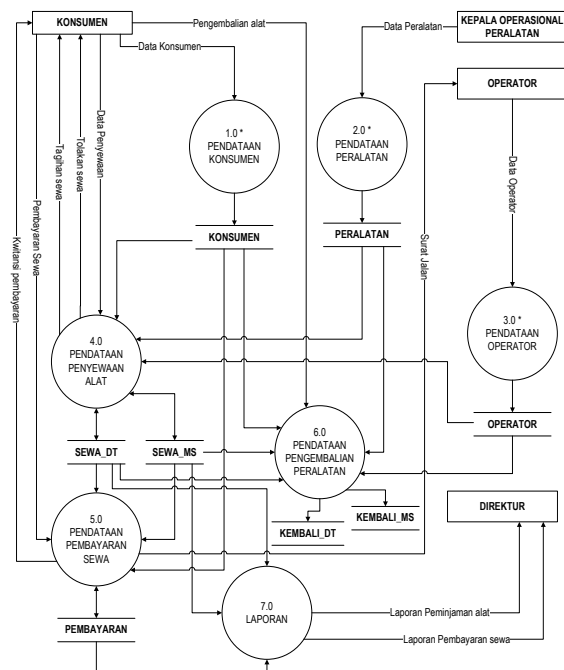 KONSUMEN
Pengembalian alat
Data Konsumen
Data Peralatan
KEPALA OPERASIONAL
PERALATAN
OPERATOR
1.0 *
PENDATAAN
KONSUMEN
2.0 *
PENDATAAN
PERALATAN
Data Penyewaan
Tolakan sewa
Tagihan sewa
Pembayaran Sewa
Kwitansi pembayaran
Data Operator
Surat Jalan
KONSUMEN
PERALATAN
3.0 *
PENDATAAN
OPERATOR
4.0
PENDATAAN
PENYEWAAN
ALAT
OPERATOR
6.0
PENDATAAN
PENGEMBALIAN
PERALATAN
SEWA_DT
SEWA_MS
5.0
PENDATAAN
PEMBAYARAN
SEWA
KEMBALI_DT
KEMBALI_MS
DIREKTUR
7.0
LAPORAN
Laporan Peminjaman alat
Laporan Pembayaran sewa
PEMBAYARAN